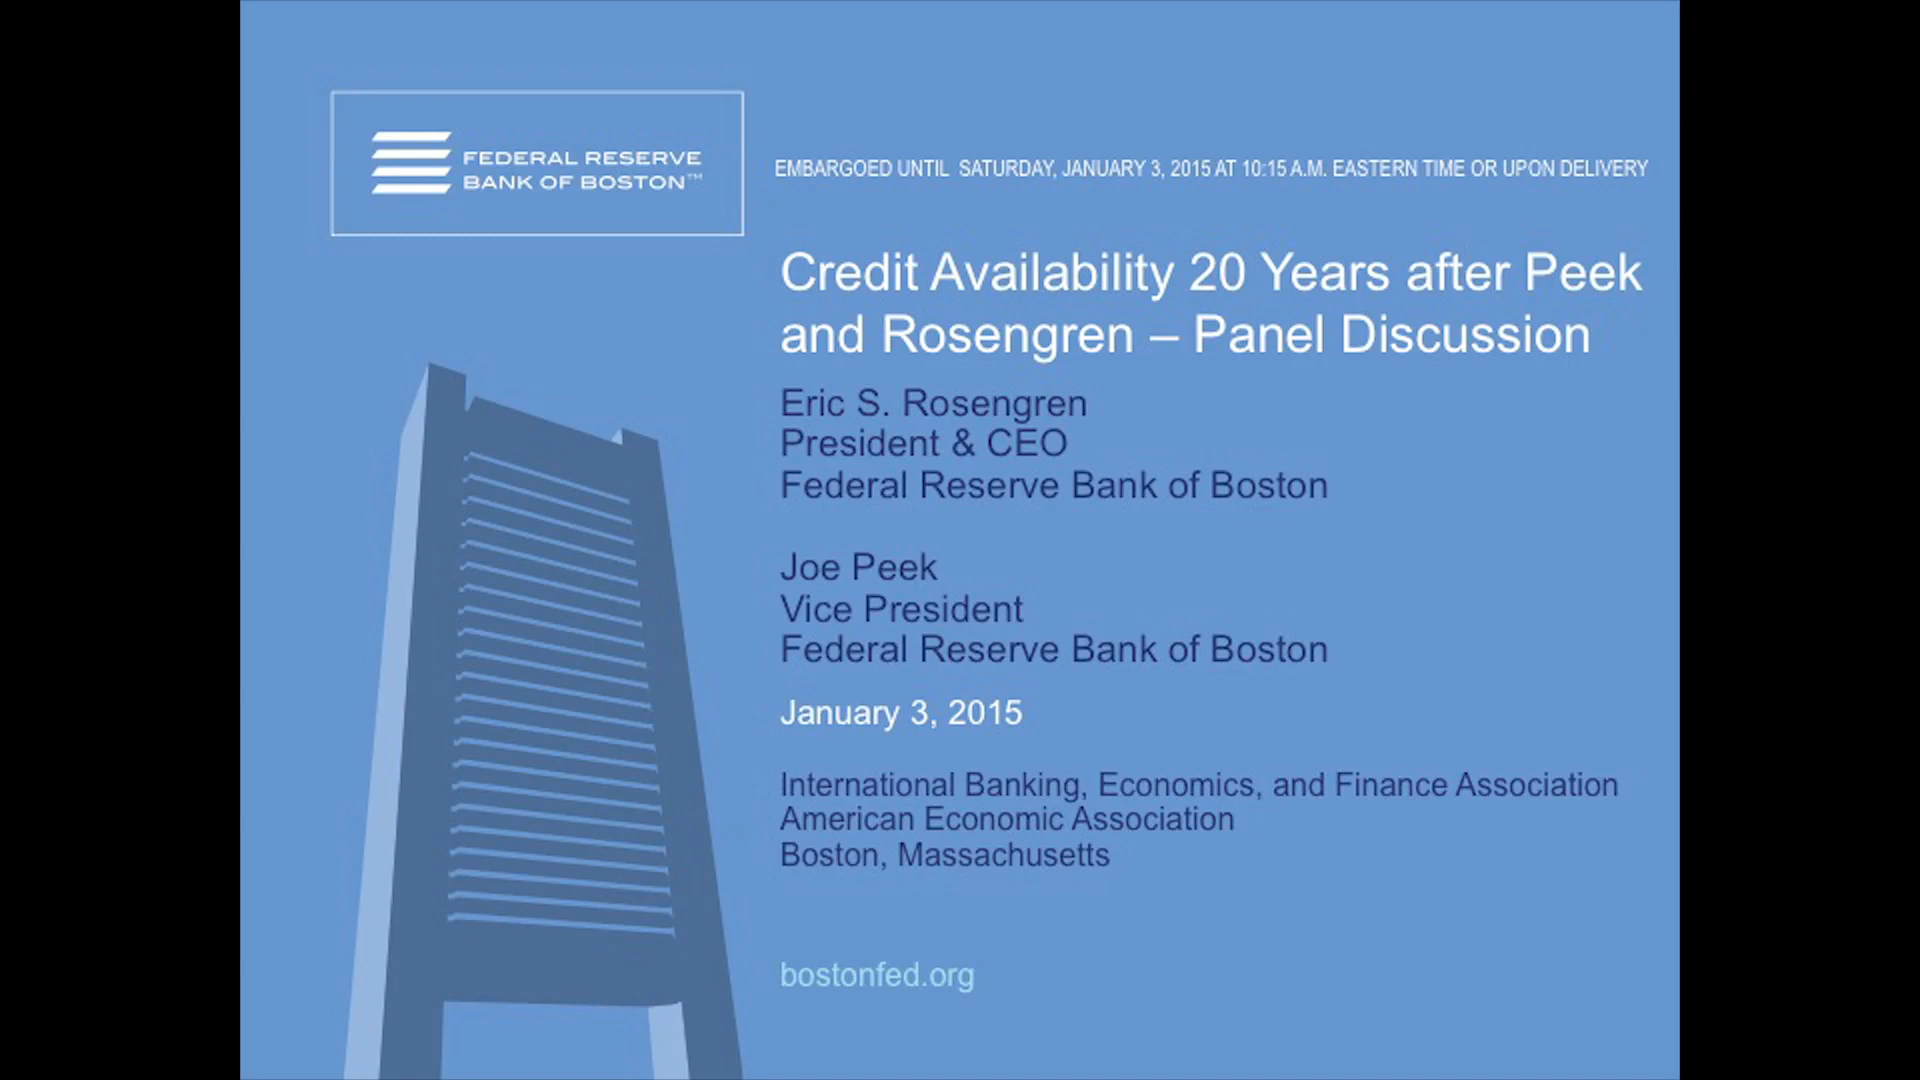 FEDERAL RESERVE
BANK OF BOSTON™
EMBARGOED UNTIL SATURDAY, JANUARY 3, 2015 AT 10:15 A.M. EASTERN TIME OR UPON DELIVERY
Credit Availability 20 Years after Peek
and Rosengren – Panel Discussion
Eric S. Rosengren
President & CEO
Federal Reserve Bank of Boston
Joe Peek
Vice President
Federal Reserve Bank of Boston
January 3, 2015
International Banking, Economics, and Finance Association
American Economic Association
Boston, Massachusetts
bostonfed.org